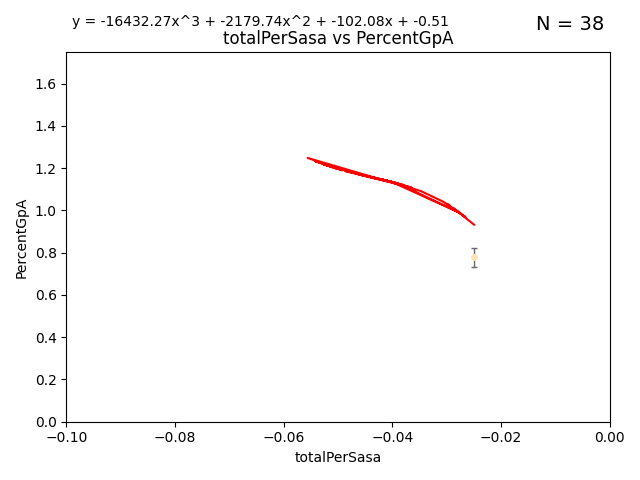 y = -16432.27x^3 + -2179.74x^2 + -102.08x + -0.51
N = 38
totalPerSasa vs PercentGpA
PercentGpA
1.6
1.4
1.2
1.0
0.8
0.6
0.4
0.2
0.0
−0.10 −0.08 −0.06 −0.04 −0.02 0.00
totalPerSasa